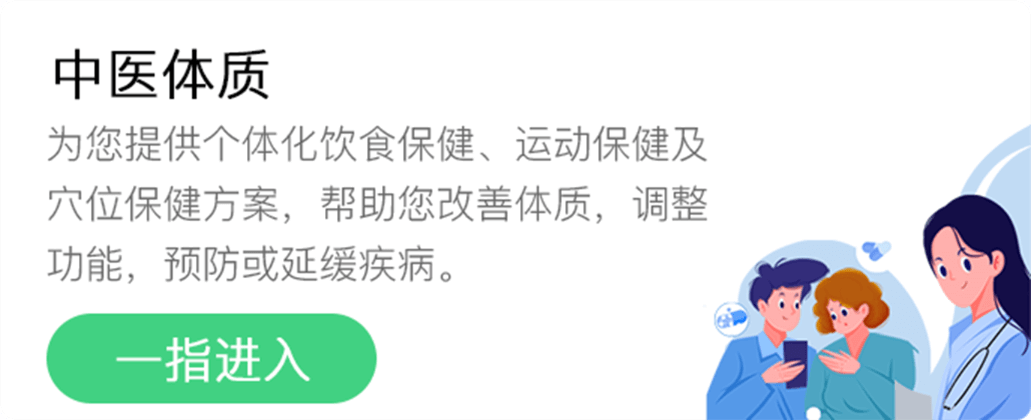 中医体质
为您提供个体化饮食保健、运动保健及
穴位保健方案，帮助您改善体质，调整
功能，预防或延缓疾病。
一指进入